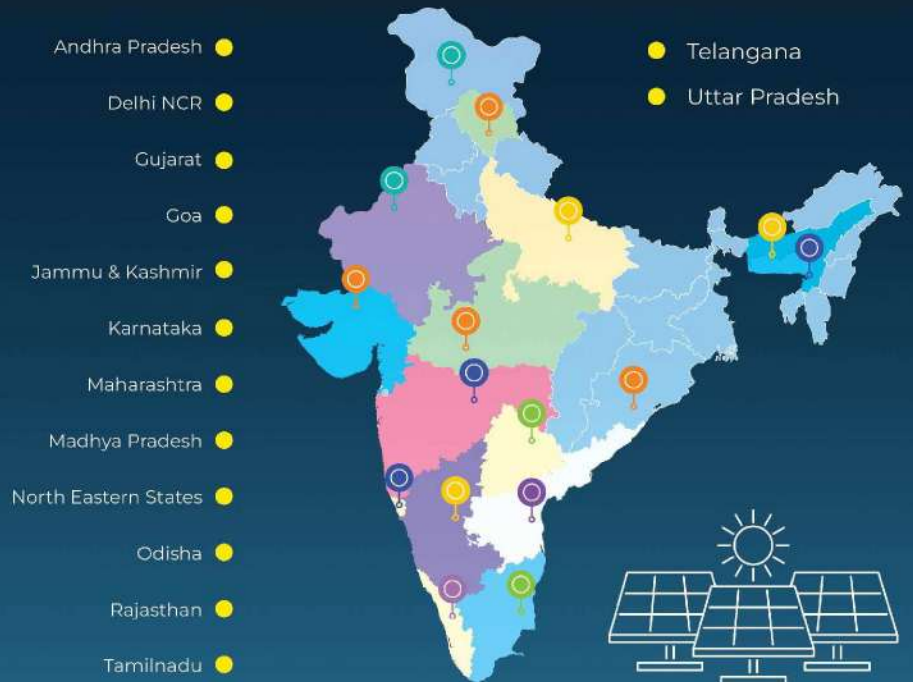 Andhra Pradesh
Delhi NCR
Gujarat
Goa
Jammu & Kashmir
Karnataka
Maharashtra
Madhya Pradesh
North Eastern States
Odisha
Rajasthan
Tamilnadu
Telangana
Uttar Pradesh